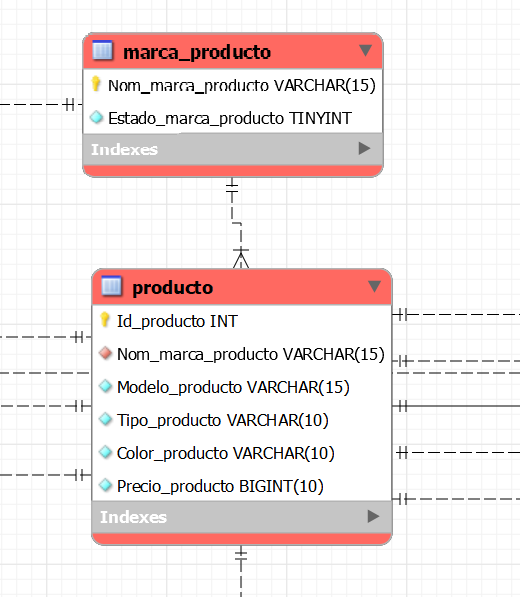 marca_producto
Nom_marca_producto VARCHAR(15)
Estado_marca_producto TINYINT
Indexes
producto
Id_producto INT
Nom_marca_producto VARCHAR(15)
Modelo_producto VARCHAR(15)
Tipo_producto VARCHAR(10)
Color_producto VARCHAR(10)
Precio_producto BIGINT(10)
Indexes